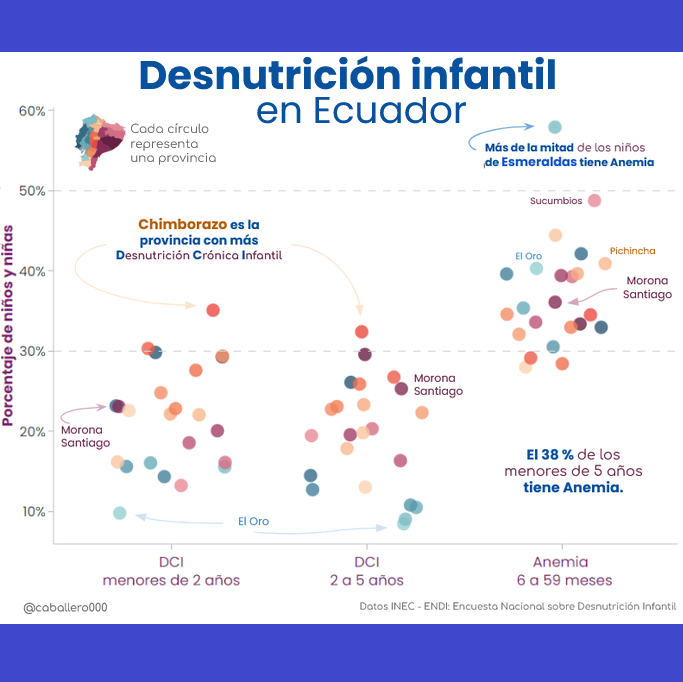 Desnutrición infantil
en Ecuador
60%
50%
40%
30%
20%
10%
Porcentaje de niños y niñas
Cada círculo
representa
una provincia
Más de la mitad de los niños
de Esmeraldas tiene Anemia
Sucumbios
Chimborazo es la
provincia con más
Desnutrición Crónica Infantil
El Oro
Pichincha
Morona
Santiago
Morona
Santiago
Morona
Santiago
El 38 % de los
menores de 5 años
tiene Anemia.
El Oro
DCI
menores de 2 años
DCI
2 a 5 años
Anemia
6 a 59 meses
@caballero000
Datos INEC - ENDI: Encuesta Nacional sobre Desnutrición Infantil